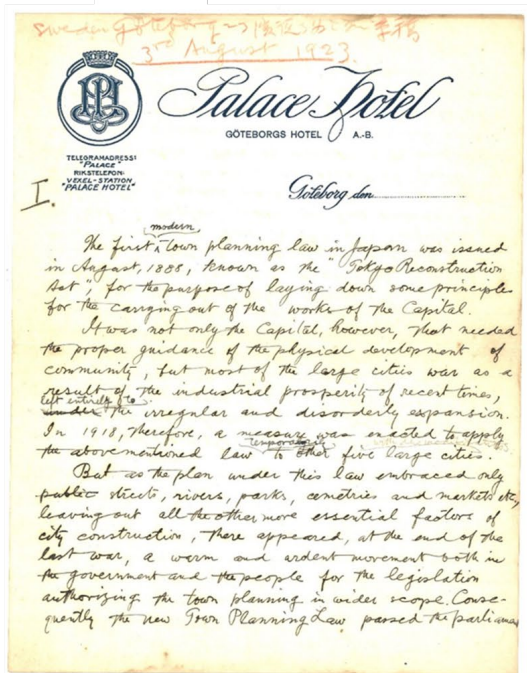 Sweden
3rd August 1923.
Palace Hotel
GÖTEBORGS HOTEL A.-B.
TELEGRAMADRESS:
"PALACE"
RIKSTELEFON:
VEXEL-STATION
"PALACE HOTEL"
Göteborg den
I.
modern
The first town planning law in Japan was issued
in August, 1888, known as the "Tokyo Reconstruction
Act", for the purpose of laying down some principles
for the carrying out of the works of the Capital.
It was not only the Capital, however, that needed
the proper guidance of the physical development of
community, but most of the large cities was as a
result of the industrial prosperity of recent times,
left entirely to
under the irregular and disorderly expansion.
In 1918, therefore, a measure was enacted to apply
temporarily
the abovementioned law to other five large cities.
But as the plan under this law embraced only
public streets, rivers, parks, cemetries and markets etc,
leaving out all the other more essential factors of
city construction, there appeared, at the end of the
last war, a warm and ardent movement both in
the government and the people for the legislation
authorizing the town planning in wider scope. Conse-
quently the new Town Planning Law passed the parliament